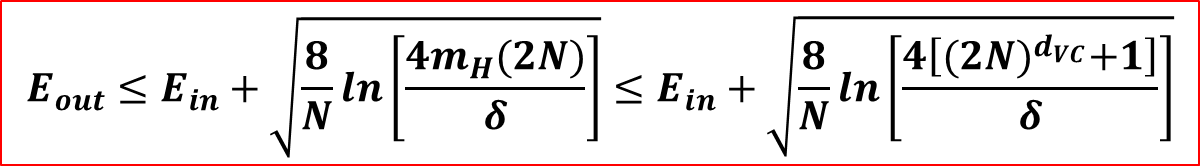 E_out ≤ E_in + √(8/N ln[4m_H(2N)/δ]) ≤ E_in + √(8/N ln[4[(2N)^{d_VC}+1]/δ])